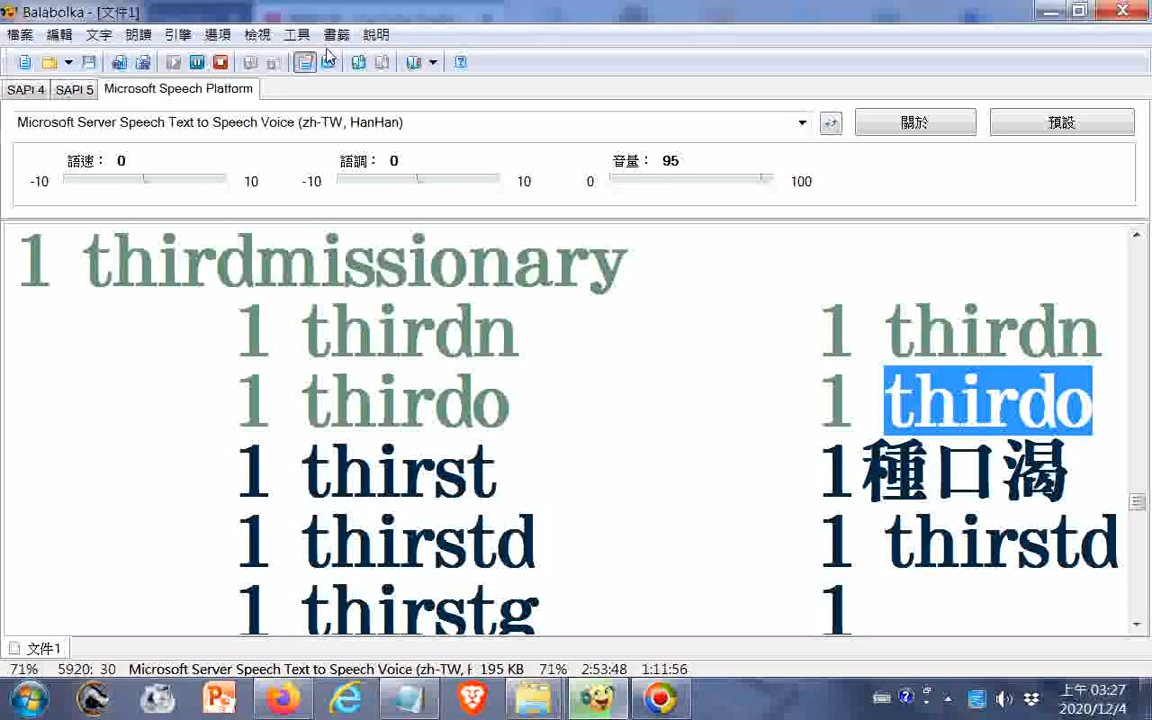 Balabolka - [文件1]
檔案 編輯 文字 朗讀 引擎 選項 檢視 工具 書籤 說明
SAPI 4 SAPI 5 Microsoft Speech Platform
Microsoft Server Speech Text to Speech Voice (zh-TW, HanHan) 關於 預設
語速： 0 語調： 0 音量： 95
-10 10 -10 10 0 100
1 thirdmissionary
1 thirdn 1 thirdn
1 thirdo 1 thirdo
1 thirst 1種口渴
1 thirstd 1 thirstd
1 thirstg 1
文件1
71% 5920: 30 Microsoft Server Speech Text to Speech Voice (zh-TW, 195 KB 71% 2:53:48 1:11:56
上午 03:27
2020/12/4